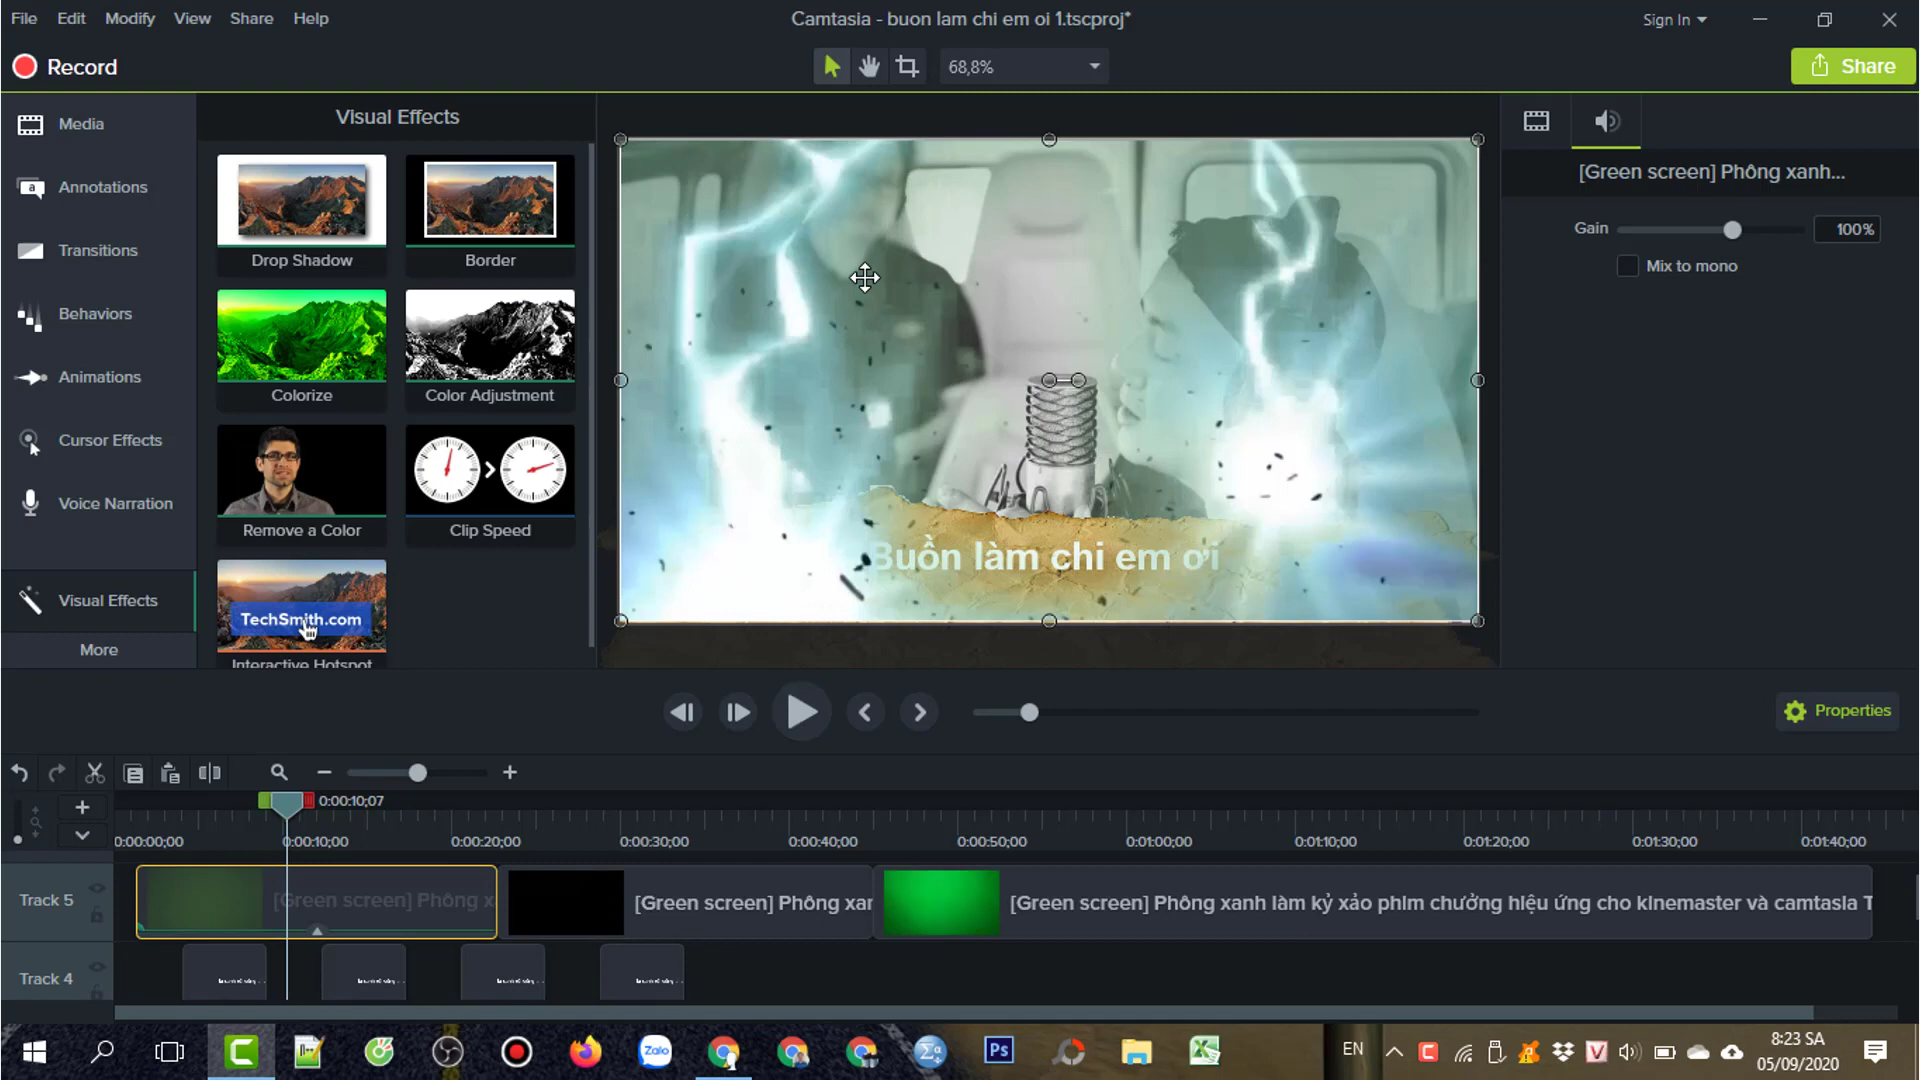 File Edit Modify View Share Help
Camtasia - buon lam chi em oi 1.tscproj*
Sign In
Record
68,8%
Share
Media
Annotations
Transitions
Behaviors
Animations
Cursor Effects
Voice Narration
Visual Effects
More
Visual Effects
Drop Shadow
Border
Colorize
Color Adjustment
Remove a Color
Clip Speed
TechSmith.com
Interactive Hotspot
Buồn làm chi em ơi
[Green screen] Phông xanh...
Gain
100%
Mix to mono
Properties
0:00:10;07
0:00:00;00 0:00:10;00 0:00:20;00 0:00:30;00 0:00:40;00 0:00:50;00 0:01:00;00 0:01:10;00 0:01:20;00 0:01:30;00 0:01:40;00
Track 5
[Green screen] Phông x
[Green screen] Phông xar
[Green screen] Phông xanh làm kỷ xảo phim chưởng hiệu ứng cho kinemaster và camtasia T
Track 4
Zalo
Ps
EN
8:23 SA
05/09/2020